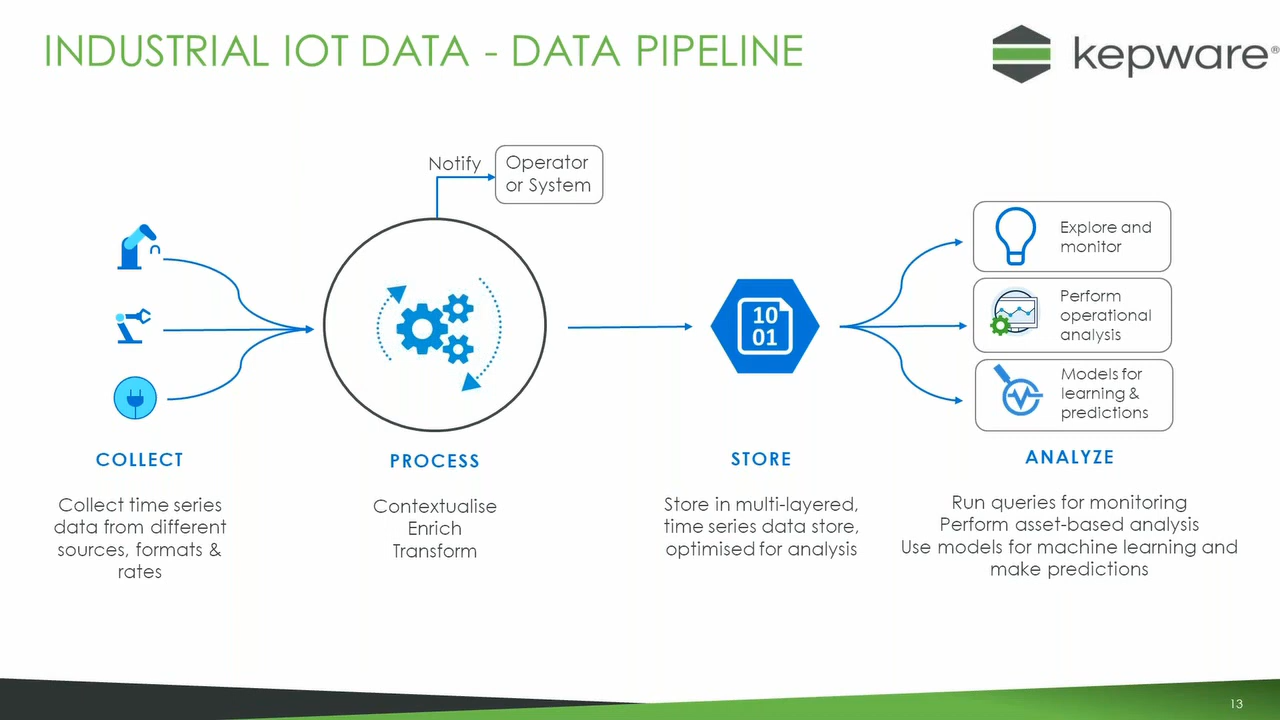 INDUSTRIAL IOT DATA - DATA PIPELINE
kepware®
Notify
Operator
or System
10
01
Explore and
monitor
Perform
operational
analysis
Models for
learning &
predictions
COLLECT
Collect time series
data from different
sources, formats &
rates
PROCESS
Contextualise
Enrich
Transform
STORE
Store in multi-layered,
time series data store,
optimised for analysis
ANALYZE
Run queries for monitoring
Perform asset-based analysis
Use models for machine learning and
make predictions
13